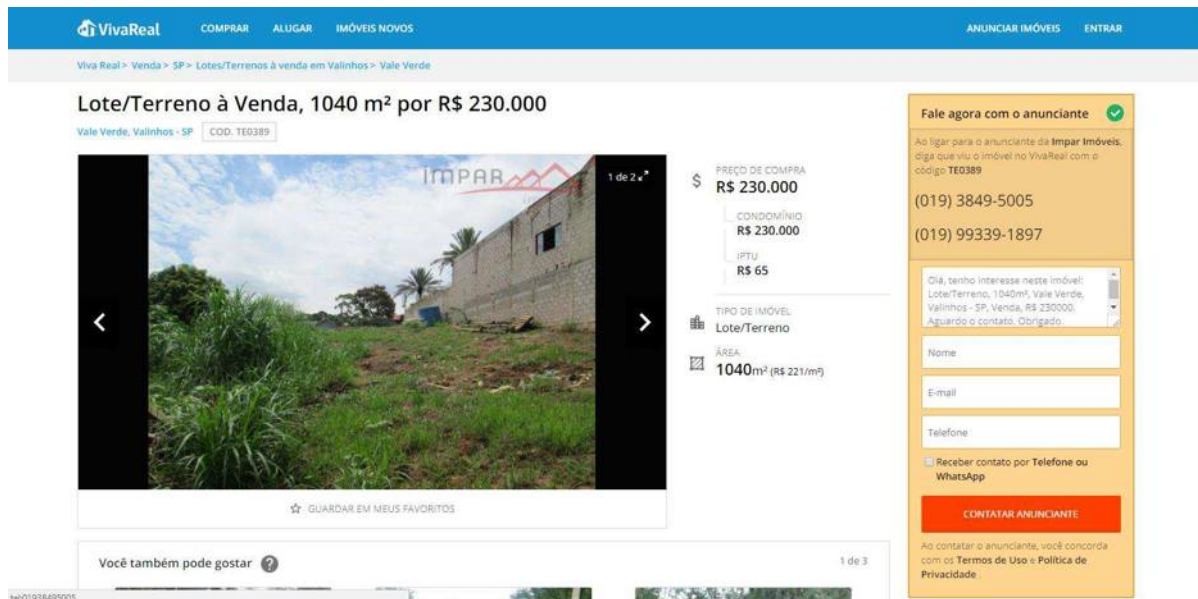 VivaReal COMPRAR ALUGAR IMÓVEIS NOVOS ANUNCIAR IMÓVEIS ENTRAR
Viva Real > Venda > SP > Lotes/Terrenos à venda em Valinhos > Vale Verde
Lote/Terreno à Venda, 1040 m² por R$ 230.000
Vale Verde, Valinhos - SP COD. TE0389
IMPAR
1 de 2
GUARDAR EM MEUS FAVORITOS
PREÇO DE COMPRA
$ R$ 230.000
CONDOMÍNIO
R$ 230.000
IPTU
R$ 65
TIPO DE IMÓVEL
Lote/Terreno
ÁREA
1040m² (R$ 221/m²)
Fale agora com o anunciante
Ao ligar para o anunciante da Impar Imóveis,
diga que viu o imóvel no VivaReal com o
código TE0389
(019) 3849-5005
(019) 99339-1897
Olá, tenho interesse neste imóvel:
Lote/Terreno, 1040m², Vale Verde,
Valinhos - SP, Venda, R$ 230000.
Aguardo o contato. Obrigado.
Nome
E-mail
Telefone
Receber contato por Telefone ou
WhatsApp
CONTATAR ANUNCIANTE
Ao contatar o anunciante, você concorda
com os Termos de Uso e Política de
Privacidade .
Você também pode gostar ? 1 de 3
tel:01938495005